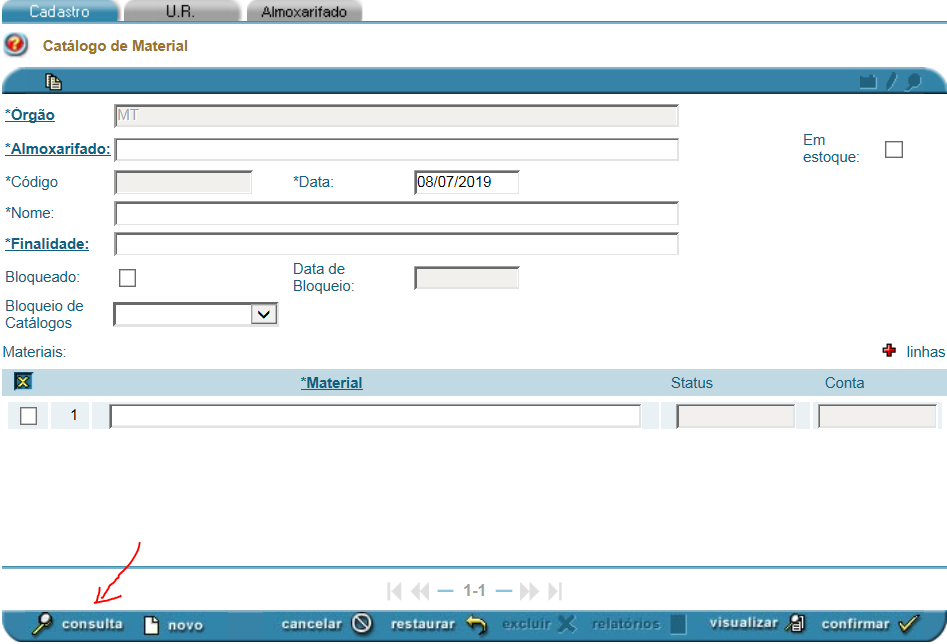 Cadastro U.R. Almoxarifado
Catálogo de Material
*Órgão MT
*Almoxarifado: Em estoque:
*Código *Data: 08/07/2019
*Nome:
*Finalidade:
Bloqueado: Data de Bloqueio:
Bloqueio de Catálogos
Materiais: linhas
*Material Status Conta
1
1-1
consulta novo cancelar restaurar excluir relatórios visualizar confirmar